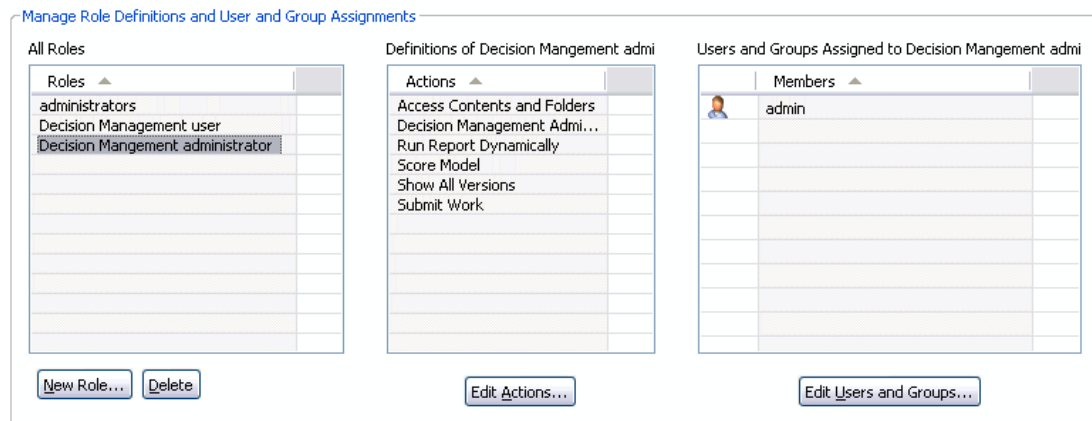 Manage Role Definitions and User and Group Assignments
All Roles
Roles
administrators
Decision Management user
Decision Mangement administrator
New Role...
Delete
Definitions of Decision Mangement admi
Actions
Access Contents and Folders
Decision Management Admi...
Run Report Dynamically
Score Model
Show All Versions
Submit Work
Edit Actions...
Users and Groups Assigned to Decision Mangement admi
Members
admin
Edit Users and Groups...